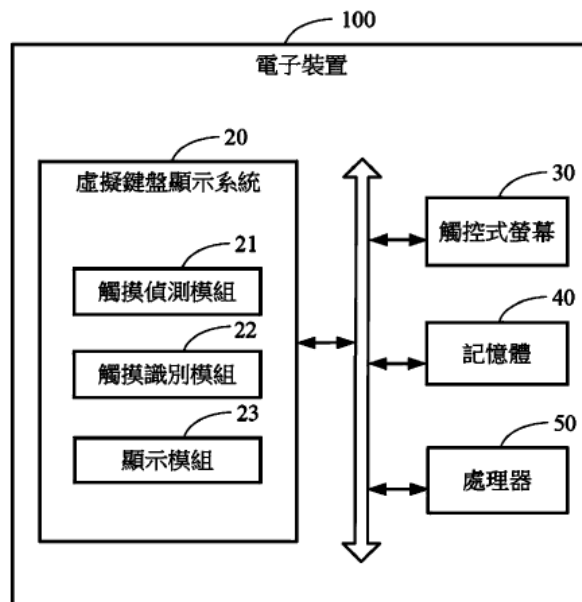 100
電子裝置
20
虛擬鍵盤顯示系統
21
觸摸偵測模組
22
觸摸識別模組
23
顯示模組
30
觸控式螢幕
40
記憶體
50
處理器